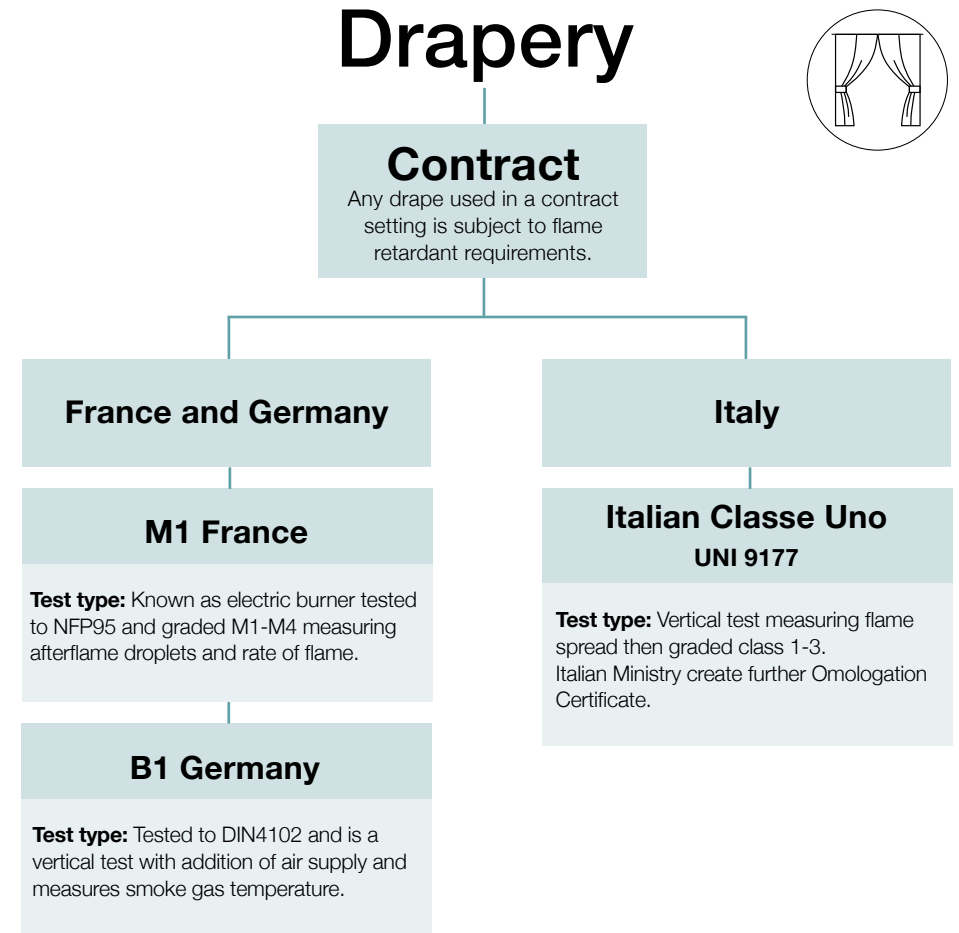 Drapery
Contract
Any drape used in a contract
setting is subject to flame
retardant requirements.
France and Germany
M1 France
Test type: Known as electric burner tested
to NFP95 and graded M1-M4 measuring
afterflame droplets and rate of flame.
B1 Germany
Test type: Tested to DIN4102 and is a
vertical test with addition of air supply and
measures smoke gas temperature.
Italy
Italian Classe Uno
UNI 9177
Test type: Vertical test measuring flame
spread then graded class 1-3.
Italian Ministry create further Omologation
Certificate.